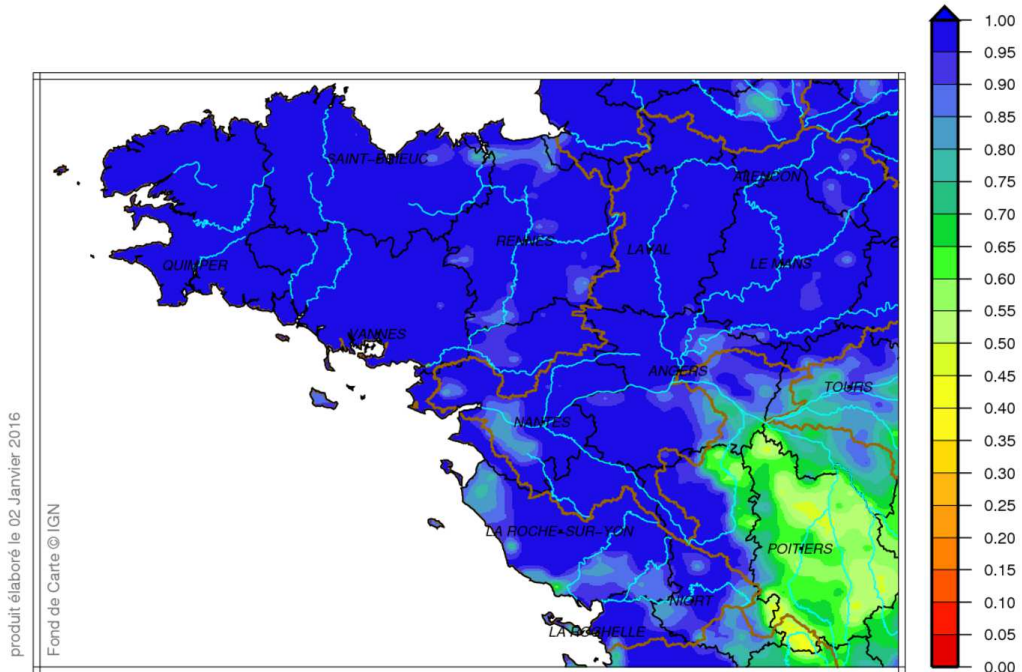 produit élaboré le 02 Janvier 2016
Fond de Carte © IGN
SAINT-BRIEUC
ALENCON
RENNES
LAVAL
QUIMPER
LE MANS
VANNES
ANGERS
TOURS
NANTES
LA ROCHE-SUR-YON
POITIERS
NIORT
LA ROCHELLE
1.00
0.95
0.90
0.85
0.80
0.75
0.70
0.65
0.60
0.55
0.50
0.45
0.40
0.35
0.30
0.25
0.20
0.15
0.10
0.05
0.00